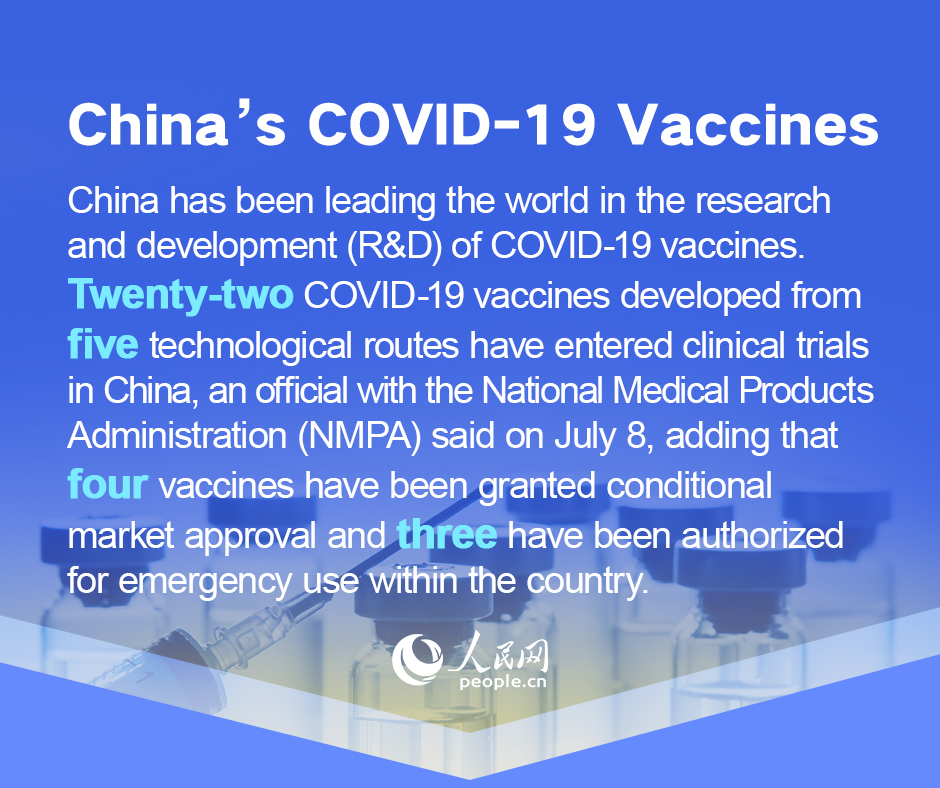 China's COVID-19 Vaccines
China has been leading the world in the research
and development (R&D) of COVID-19 vaccines.
Twenty-two COVID-19 vaccines developed from
five technological routes have entered clinical trials
in China, an official with the National Medical Products
Administration (NMPA) said on July 8, adding that
four vaccines have been granted conditional
market approval and three have been authorized
for emergency use within the country.
人民网
people.cn